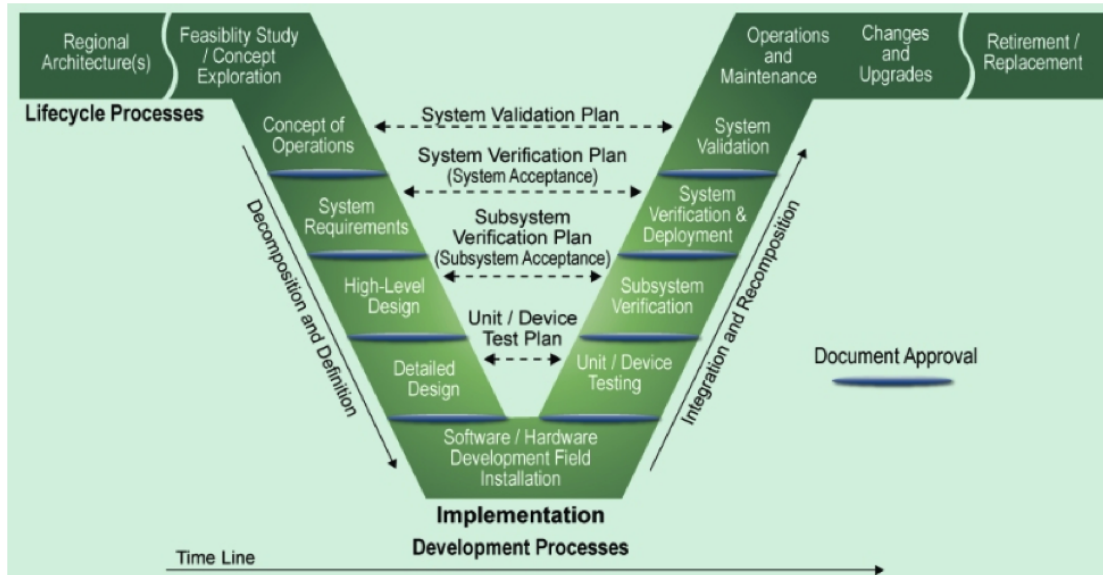 Regional
Architecture(s)
Feasiblity Study
/ Concept
Exploration
Operations
and
Maintenance
Changes
and
Upgrades
Retirement /
Replacement
Lifecycle Processes
Concept of
Operations
System Validation Plan
System
Validation
System Verification Plan
(System Acceptance)
System
Requirements
System
Verification &
Deployment
Subsystem
Verification Plan
(Subsystem Acceptance)
High-Level
Design
Subsystem
Verification
Unit / Device
Test Plan
Detailed
Design
Unit / Device
Testing
Decomposition and Definition
Integration and Recomposition
Document Approval
Software / Hardware
Development Field
Installation
Implementation
Development Processes
Time Line